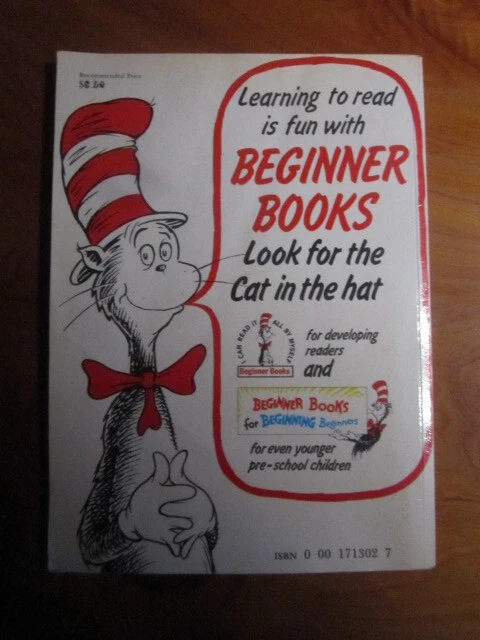 Recommended Price
Learning to read
is fun with
BEGINNER
BOOKS
Look for the
Cat in the hat
I CAN READ IT ALL BY MYSELF
Beginner Books
for developing
readers
and
BEGINNER BOOKS
for BEGINNING Beginners
for even younger
pre-school children
ISBN 0 00 171302 7